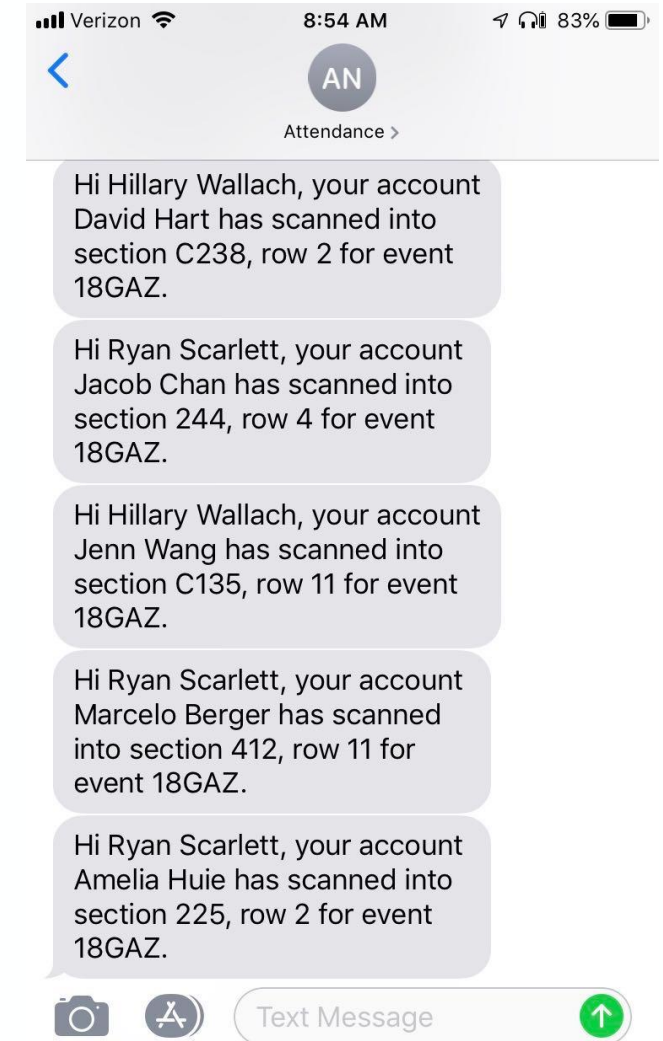 Verizon 8:54 AM 83%
AN
Attendance >
Hi Hillary Wallach, your account
David Hart has scanned into
section C238, row 2 for event
18GAZ.
Hi Ryan Scarlett, your account
Jacob Chan has scanned into
section 244, row 4 for event
18GAZ.
Hi Hillary Wallach, your account
Jenn Wang has scanned into
section C135, row 11 for event
18GAZ.
Hi Ryan Scarlett, your account
Marcelo Berger has scanned
into section 412, row 11 for
event 18GAZ.
Hi Ryan Scarlett, your account
Amelia Huie has scanned into
section 225, row 2 for event
18GAZ.
Text Message